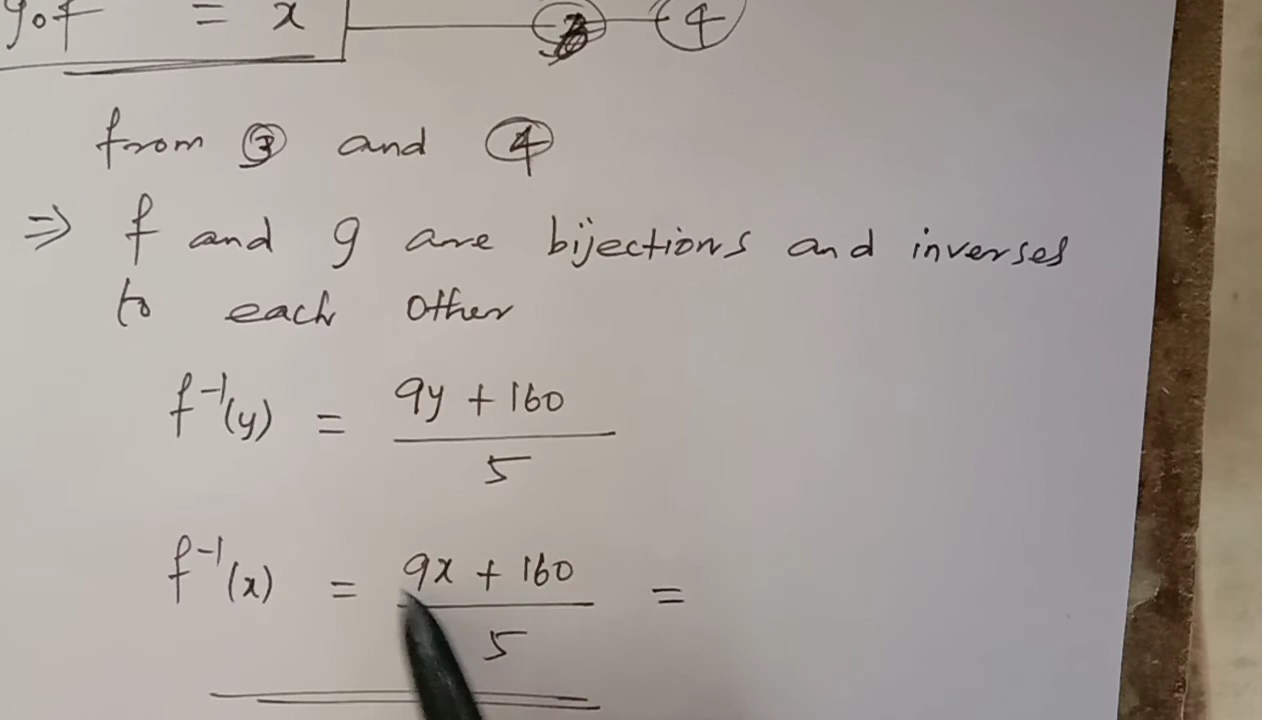 gof = x 4
from 3 and 4
⇒ f and g are bijections and inverses
to each other
f⁻¹(y) = 9y + 160
5
f⁻¹(x) = 9x + 160 =
5